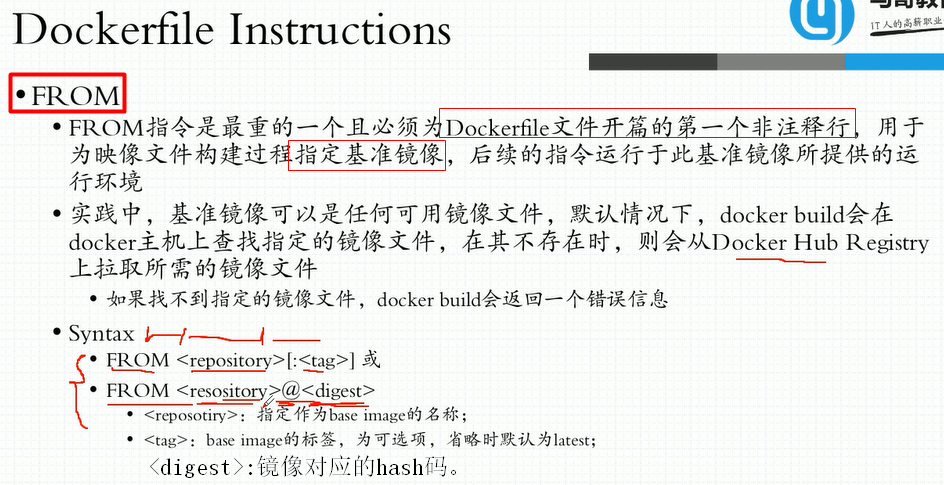 Dockerfile Instructions
IT人的高薪职业
•FROM
• FROM指令是最重的一个且必须为Dockerfile文件开篇的第一个非注释行，用于
为映像文件构建过程指定基准镜像，后续的指令运行于此基准镜像所提供的运
行环境
• 实践中，基准镜像可以是任何可用镜像文件，默认情况下，docker build会在
docker主机上查找指定的镜像文件，在其不存在时，则会从Docker Hub Registry
上拉取所需的镜像文件
• 如果找不到指定的镜像文件，docker build会返回一个错误信息
• Syntax
• FROM <repository>[:<tag>] 或
• FROM <resository>@<digest>
• <reposotiry>：指定作为base image的名称；
• <tag>：base image的标签，为可选项，省略时默认为latest；
<digest>:镜像对应的hash码。